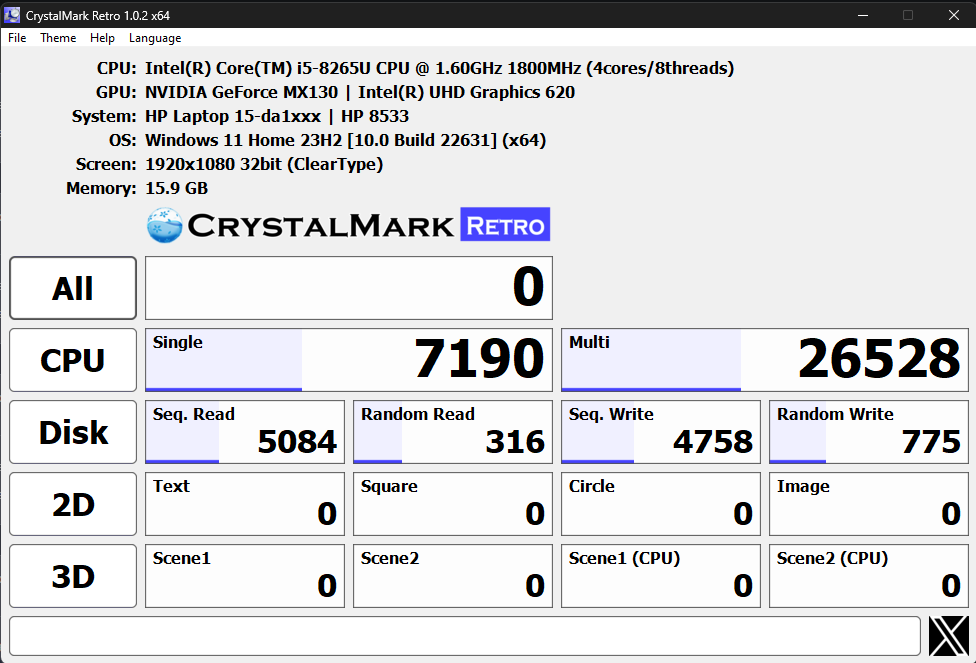 CrystalMark Retro 1.0.2 x64
File Theme Help Language
CPU: Intel(R) Core(TM) i5-8265U CPU @ 1.60GHz 1800MHz (4cores/8threads)
GPU: NVIDIA GeForce MX130 | Intel(R) UHD Graphics 620
System: HP Laptop 15-da1xxx | HP 8533
OS: Windows 11 Home 23H2 [10.0 Build 22631] (x64)
Screen: 1920x1080 32bit (ClearType)
Memory: 15.9 GB
CRYSTALMARK RETRO
All 0
CPU Single 7190 Multi 26528
Disk Seq. Read 5084 Random Read 316 Seq. Write 4758 Random Write 775
2D Text 0 Square 0 Circle 0 Image 0
3D Scene1 0 Scene2 0 Scene1 (CPU) 0 Scene2 (CPU) 0
X